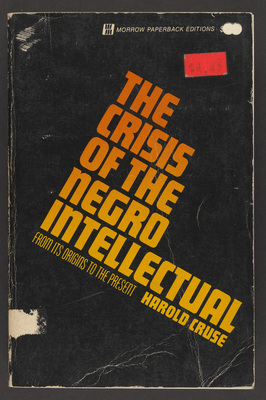 MORROW PAPERBACK EDITIONS
THE
CRISIS
OF THE
NEGRO
INTELLECTUAL
FROM ITS ORIGINS TO THE PRESENT
HAROLD CRUSE